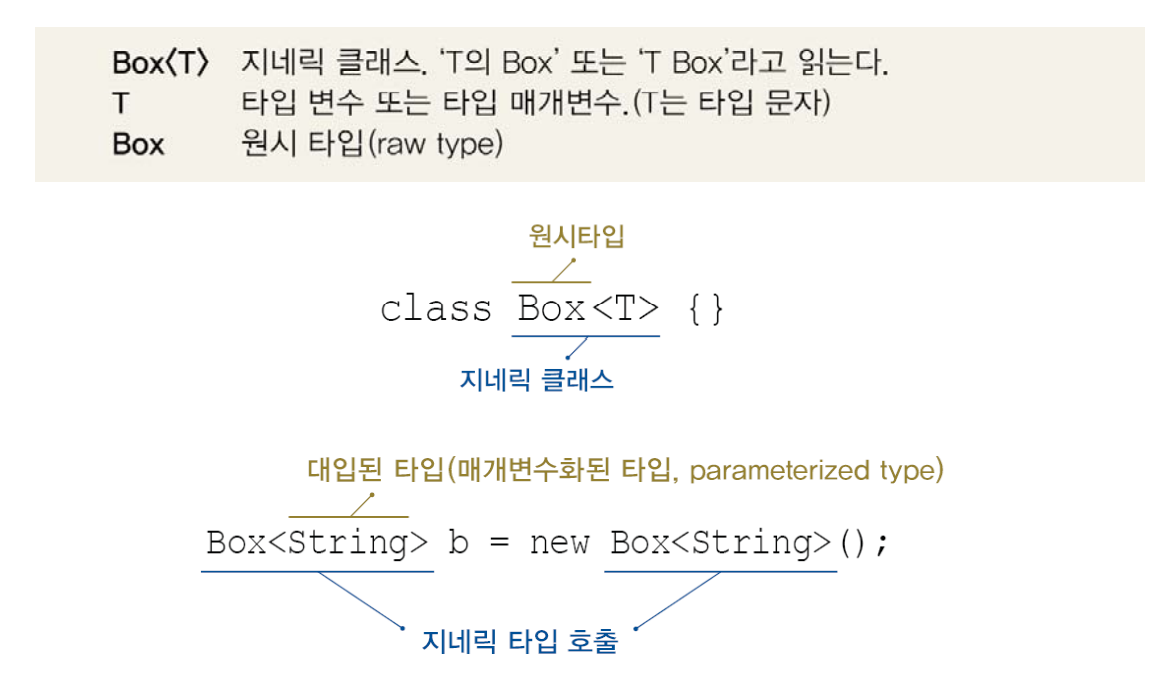 Box〈T〉 지네릭 클래스. ‘T의 Box’ 또는 ‘T Box’라고 읽는다.
T 타입 변수 또는 타입 매개변수.(T는 타입 문자)
Box 원시 타입(raw type)
원시타입
class Box<T> {}
지네릭 클래스
대입된 타입(매개변수화된 타입, parameterized type)
Box<String> b = new Box<String>();
지네릭 타입 호출